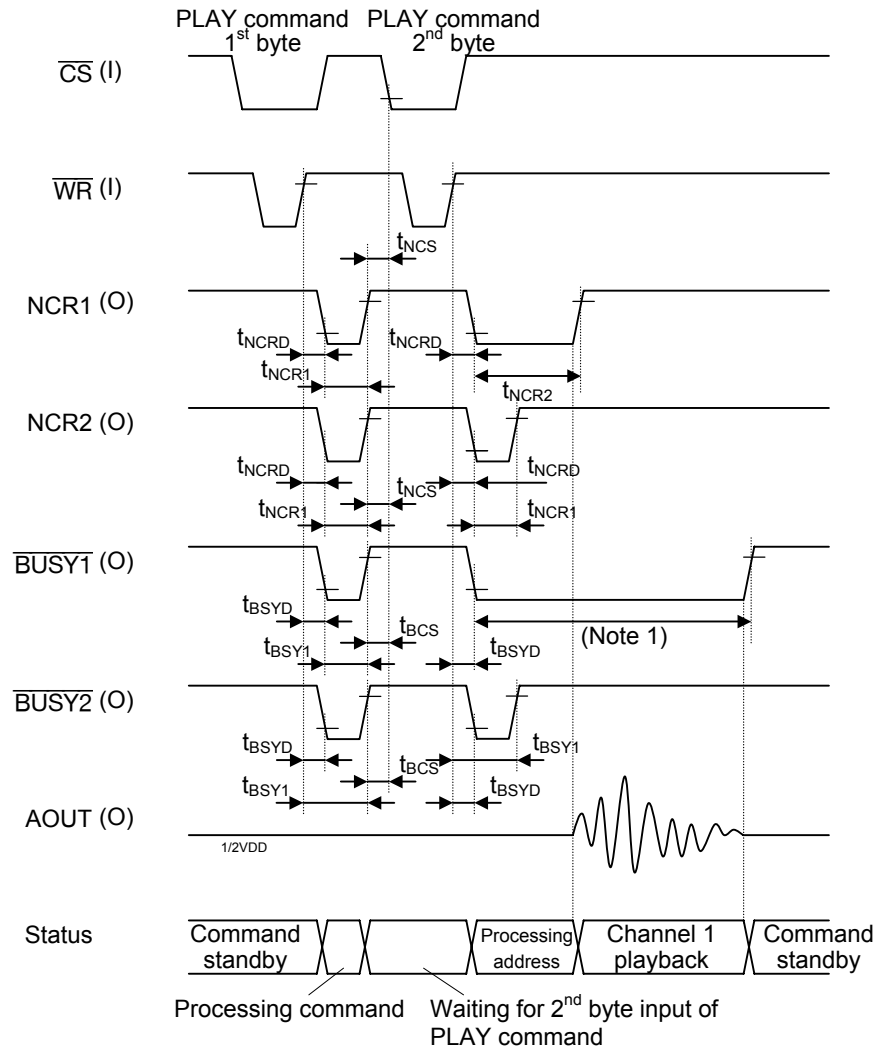 PLAY command PLAY command
1st byte 2nd byte
CS (I)
WR (I)
tNCS
NCR1 (O)
tNCRD tNCRD
tNCR1 tNCR2
NCR2 (O)
tNCRD tNCS tNCRD
tNCR1 tNCR1
BUSY1 (O)
tBSYD tBCS (Note 1)
tBSY1 tBSYD
BUSY2 (O)
tBSYD tBCS tBSY1
tBSY1 tBSYD
AOUT (O)
1/2VDD
Status
Command standby
Processing address
Channel 1 playback
Command standby
Processing command
Waiting for 2nd byte input of
PLAY command